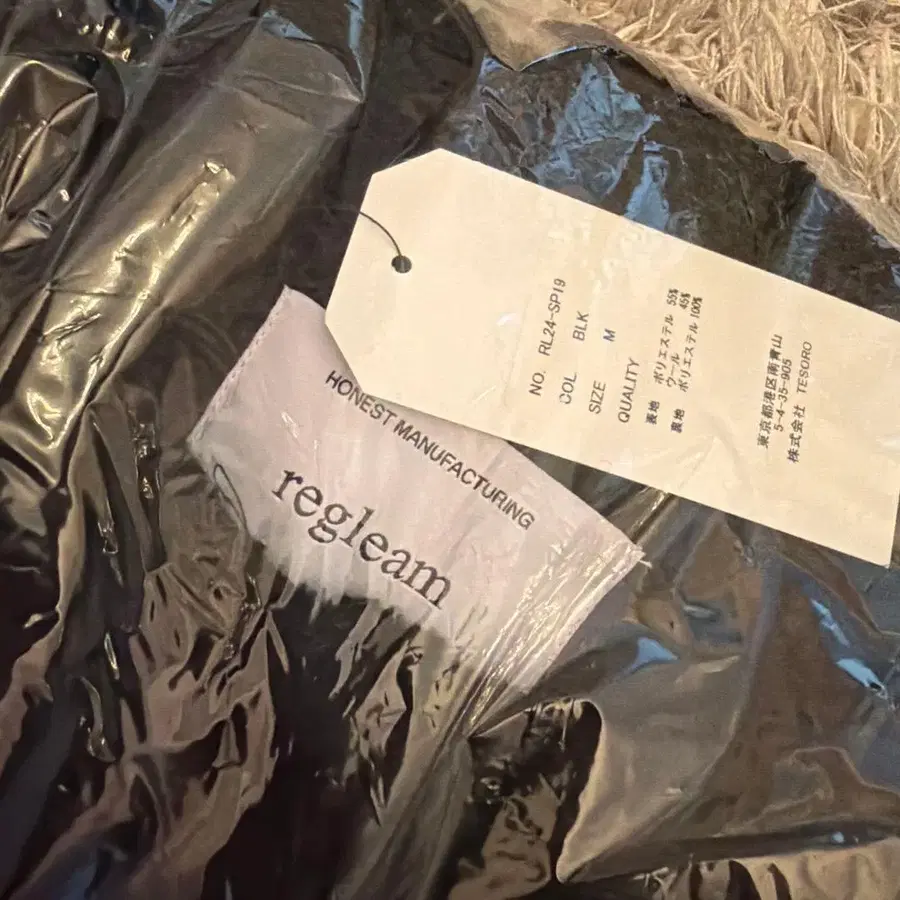 HONEST MANUFACTURING
regleam
NO. RL24-SP19
COL BLK
SIZE M
QUALITY
表地 ポリエステル 55%
ウール 45%
裏地 ポリエステル 100%
東京都港区南青山
5-4-35-905
株式会社 TESORO